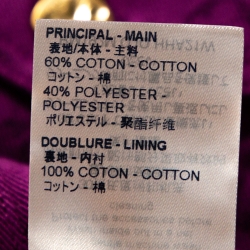 PRINCIPAL - MAIN
表地/本体 - 主料
60% COTON - COTTON
コットン - 棉
40% POLYESTER -
POLYESTER
ポリエステル - 聚酯纤维
DOUBLURE - LINING
裏地 - 内衬
100% COTON - COTTON
コットン - 棉